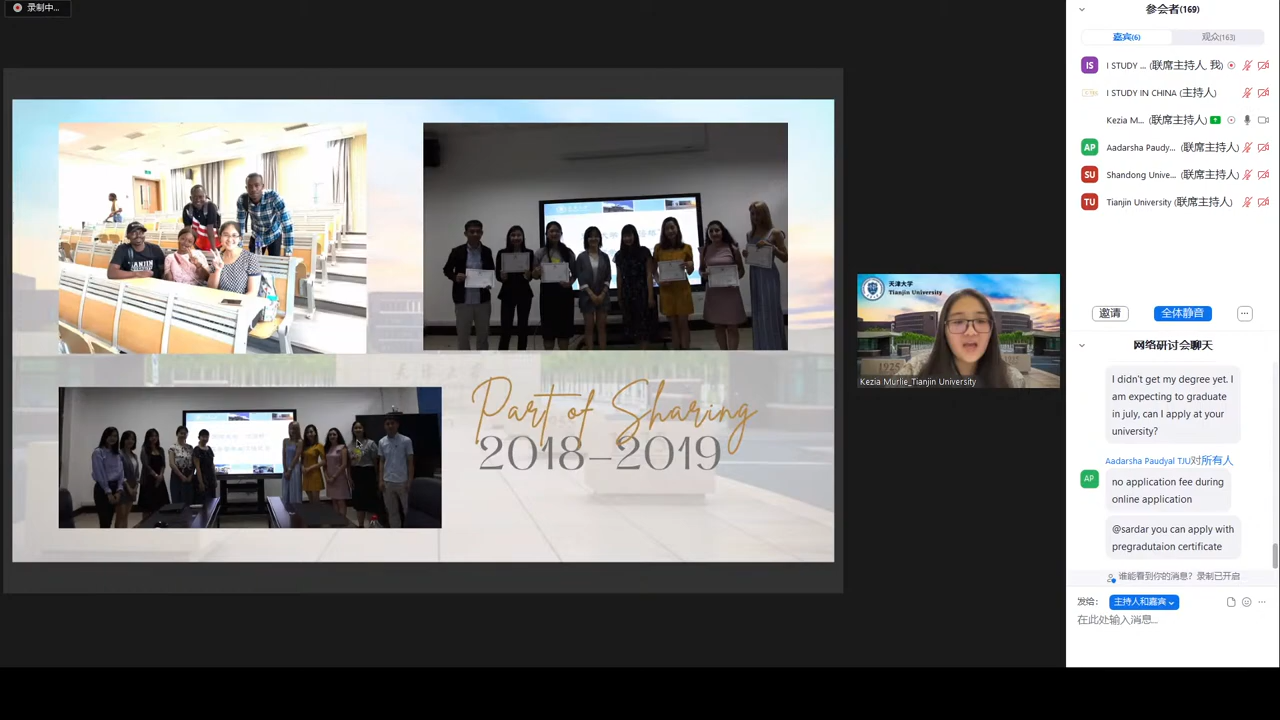 录制中...
Part of Sharing
2018-2019
天津大学
Tianjin University
1925
Kezia Murlie_Tianjin University
参会者(169)
嘉宾(6)
观众(163)
IS
I STUDY ... (联席主持人, 我)
I STUDY IN CHINA (主持人)
Kezia M... (联席主持人)
AP
Aadarsha Paudy... (联席主持人)
SU
Shandong Unive... (联席主持人)
TU
Tianjin University (联席主持人)
邀请
全体静音
...
网络研讨会聊天
I didn't get my degree yet. I
am expecting to graduate
in july, can I apply at your
university?
Aadarsha Paudyal TJU对所有人
AP
no application fee during
online application
@sardar you can apply with
pregradutaion certificate
谁能看到你的消息? 录制已开启
发给:
主持人和嘉宾
在此处输入消息...